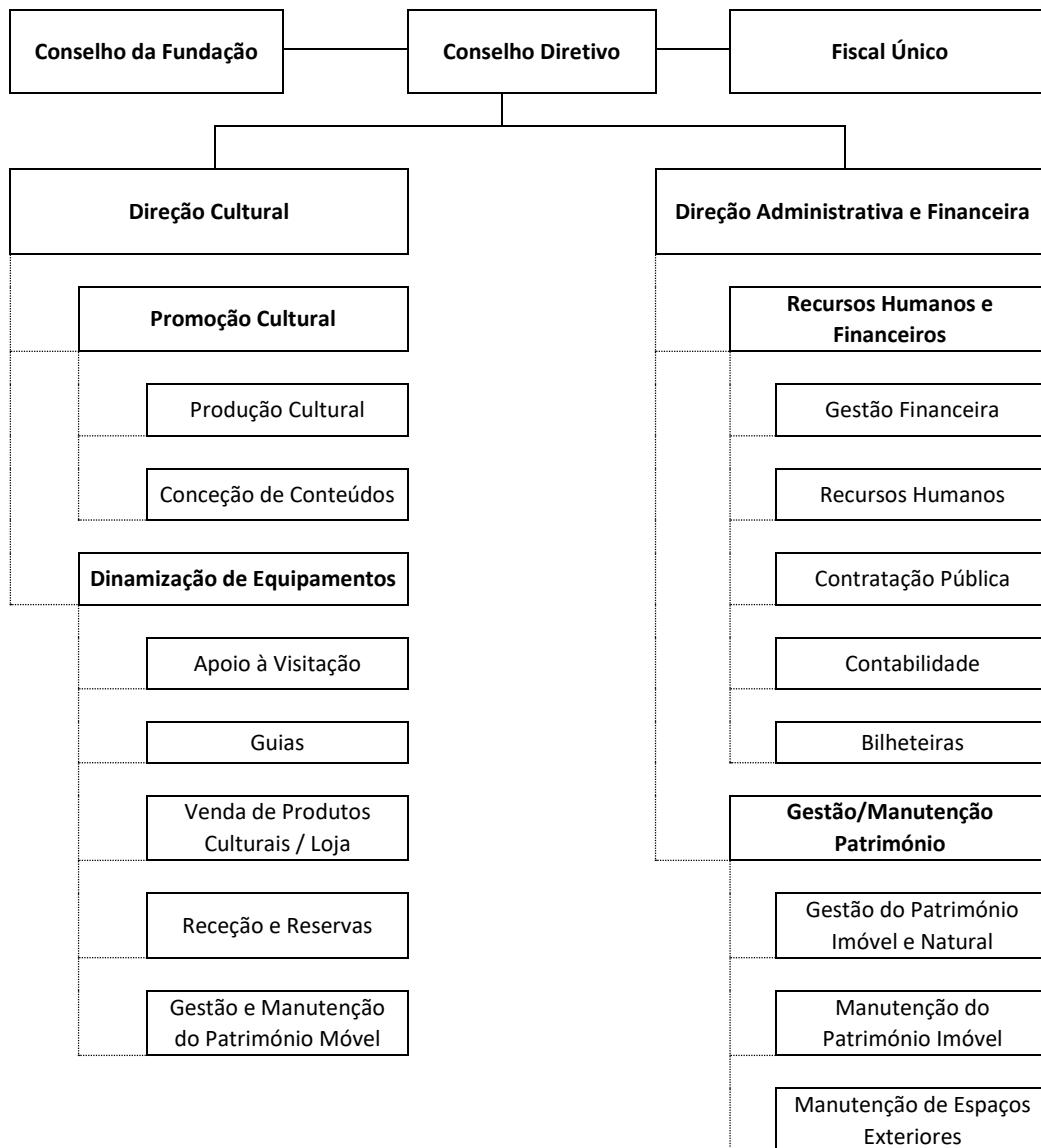 Conselho da Fundação
Conselho Diretivo
Fiscal Único
Direção Cultural
Direção Administrativa e Financeira
Promoção Cultural
Produção Cultural
Conceção de Conteúdos
Dinamização de Equipamentos
Apoio à Visitação
Guias
Venda de Produtos
Culturais / Loja
Receção e Reservas
Gestão e Manutenção
do Património Móvel
Recursos Humanos e
Financeiros
Gestão Financeira
Recursos Humanos
Contratação Pública
Contabilidade
Bilheteiras
Gestão/Manutenção
Património
Gestão do Património
Imóvel e Natural
Manutenção do
Património Imóvel
Manutenção de Espaços
Exteriores